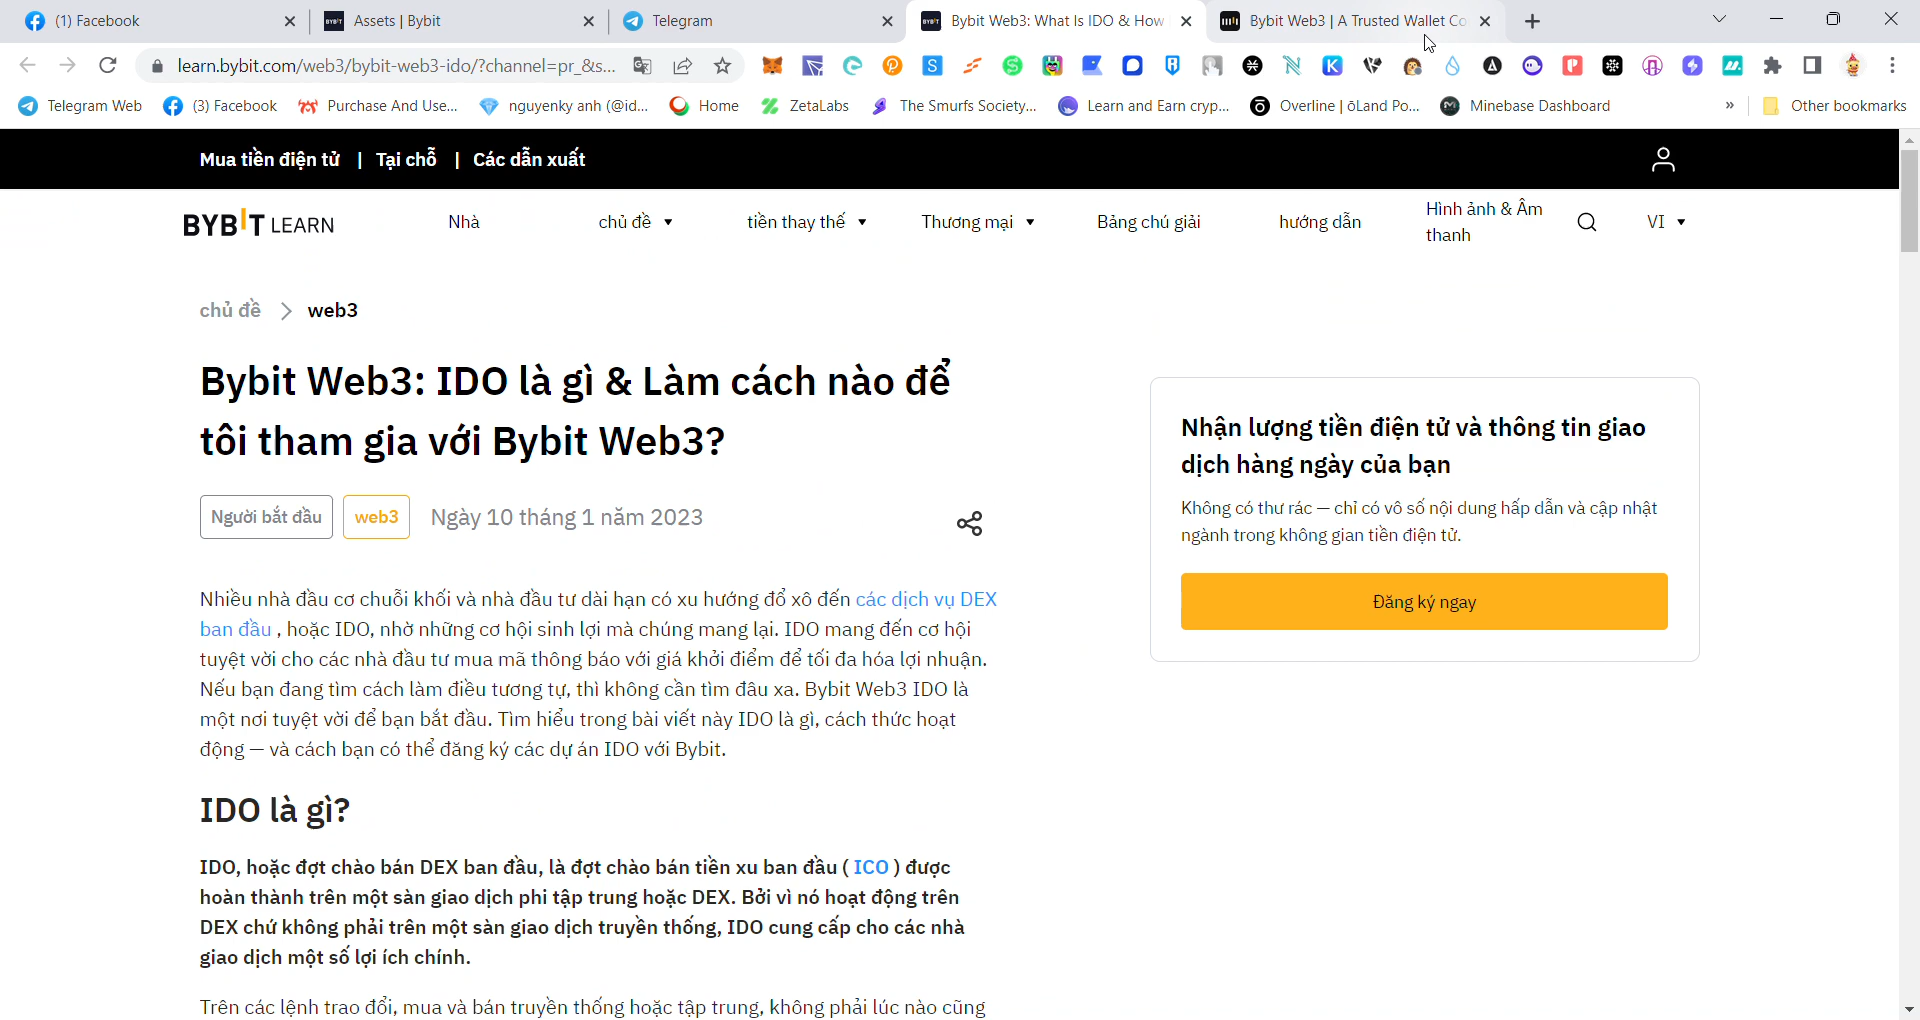 (1) Facebook
Assets | Bybit
Telegram
Bybit Web3: What Is IDO & How
Bybit Web3 | A Trusted Wallet Co
learn.bybit.com/web3/bybit-web3-ido/?channel=pr_&s...
Telegram Web
(3) Facebook
Purchase And Use...
nguyenky anh (@id...
Home
ZetaLabs
The Smurfs Society...
Learn and Earn cryp...
Overline | ōLand Po...
Minebase Dashboard
»
Other bookmarks
Mua tiền điện tử | Tại chỗ | Các dẫn xuất
BYBIT LEARN
Nhà
chủ đề
tiền thay thế
Thương mại
Bảng chú giải
hướng dẫn
Hình ảnh & Âm
thanh
VI
chủ đề > web3
Bybit Web3: IDO là gì & Làm cách nào để
tôi tham gia với Bybit Web3?
Người bắt đầu
web3
Ngày 10 tháng 1 năm 2023
Nhiều nhà đầu cơ chuỗi khối và nhà đầu tư dài hạn có xu hướng đổ xô đến các dịch vụ DEX
ban đầu , hoặc IDO, nhờ những cơ hội sinh lợi mà chúng mang lại. IDO mang đến cơ hội
tuyệt vời cho các nhà đầu tư mua mã thông báo với giá khởi điểm để tối đa hóa lợi nhuận.
Nếu bạn đang tìm cách làm điều tương tự, thì không cần tìm đâu xa. Bybit Web3 IDO là
một nơi tuyệt vời để bạn bắt đầu. Tìm hiểu trong bài viết này IDO là gì, cách thức hoạt
động — và cách bạn có thể đăng ký các dự án IDO với Bybit.
IDO là gì?
IDO, hoặc đợt chào bán DEX ban đầu, là đợt chào bán tiền xu ban đầu ( ICO ) được
hoàn thành trên một sàn giao dịch phi tập trung hoặc DEX. Bởi vì nó hoạt động trên
DEX chứ không phải trên một sàn giao dịch truyền thống, IDO cung cấp cho các nhà
giao dịch một số lợi ích chính.
Trên các lệnh trao đổi, mua và bán truyền thống hoặc tập trung, không phải lúc nào cũng
Nhận lượng tiền điện tử và thông tin giao
dịch hàng ngày của bạn
Không có thư rác — chỉ có vô số nội dung hấp dẫn và cập nhật
ngành trong không gian tiền điện tử.
Đăng ký ngay